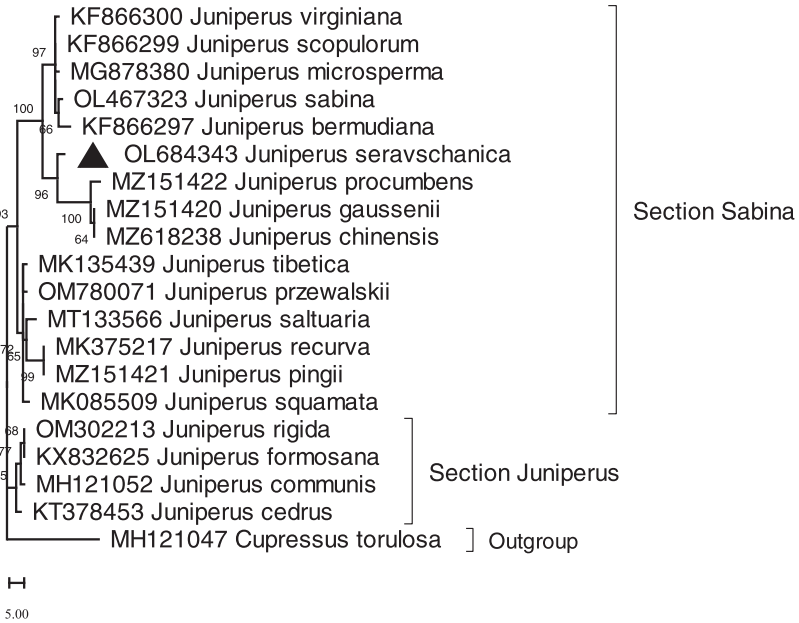 KF866300 Juniperus virginiana
KF866299 Juniperus scopulorum
97
MG878380 Juniperus microsperma
OL467323 Juniperus sabina
100
66
KF866297 Juniperus bermudiana
OL684343 Juniperus seravschanica
MZ151422 Juniperus procumbens
96
MZ151420 Juniperus gaussenii
Section Sabina
100
MZ618238 Juniperus chinensis
64
MK135439 Juniperus tibetica
OM780071 Juniperus przewalskii
MT133566 Juniperus saltuaria
MK375217 Juniperus recurva
72
65
MZ151421 Juniperus pingii
99
MK085509 Juniperus squamata
OM302213 Juniperus rigida
68
KX832625 Juniperus formosana
77
Section Juniperus
MH121052 Juniperus communis
KT378453 Juniperus cedrus
MH121047 Cupressus torulosa
Outgroup
5.00